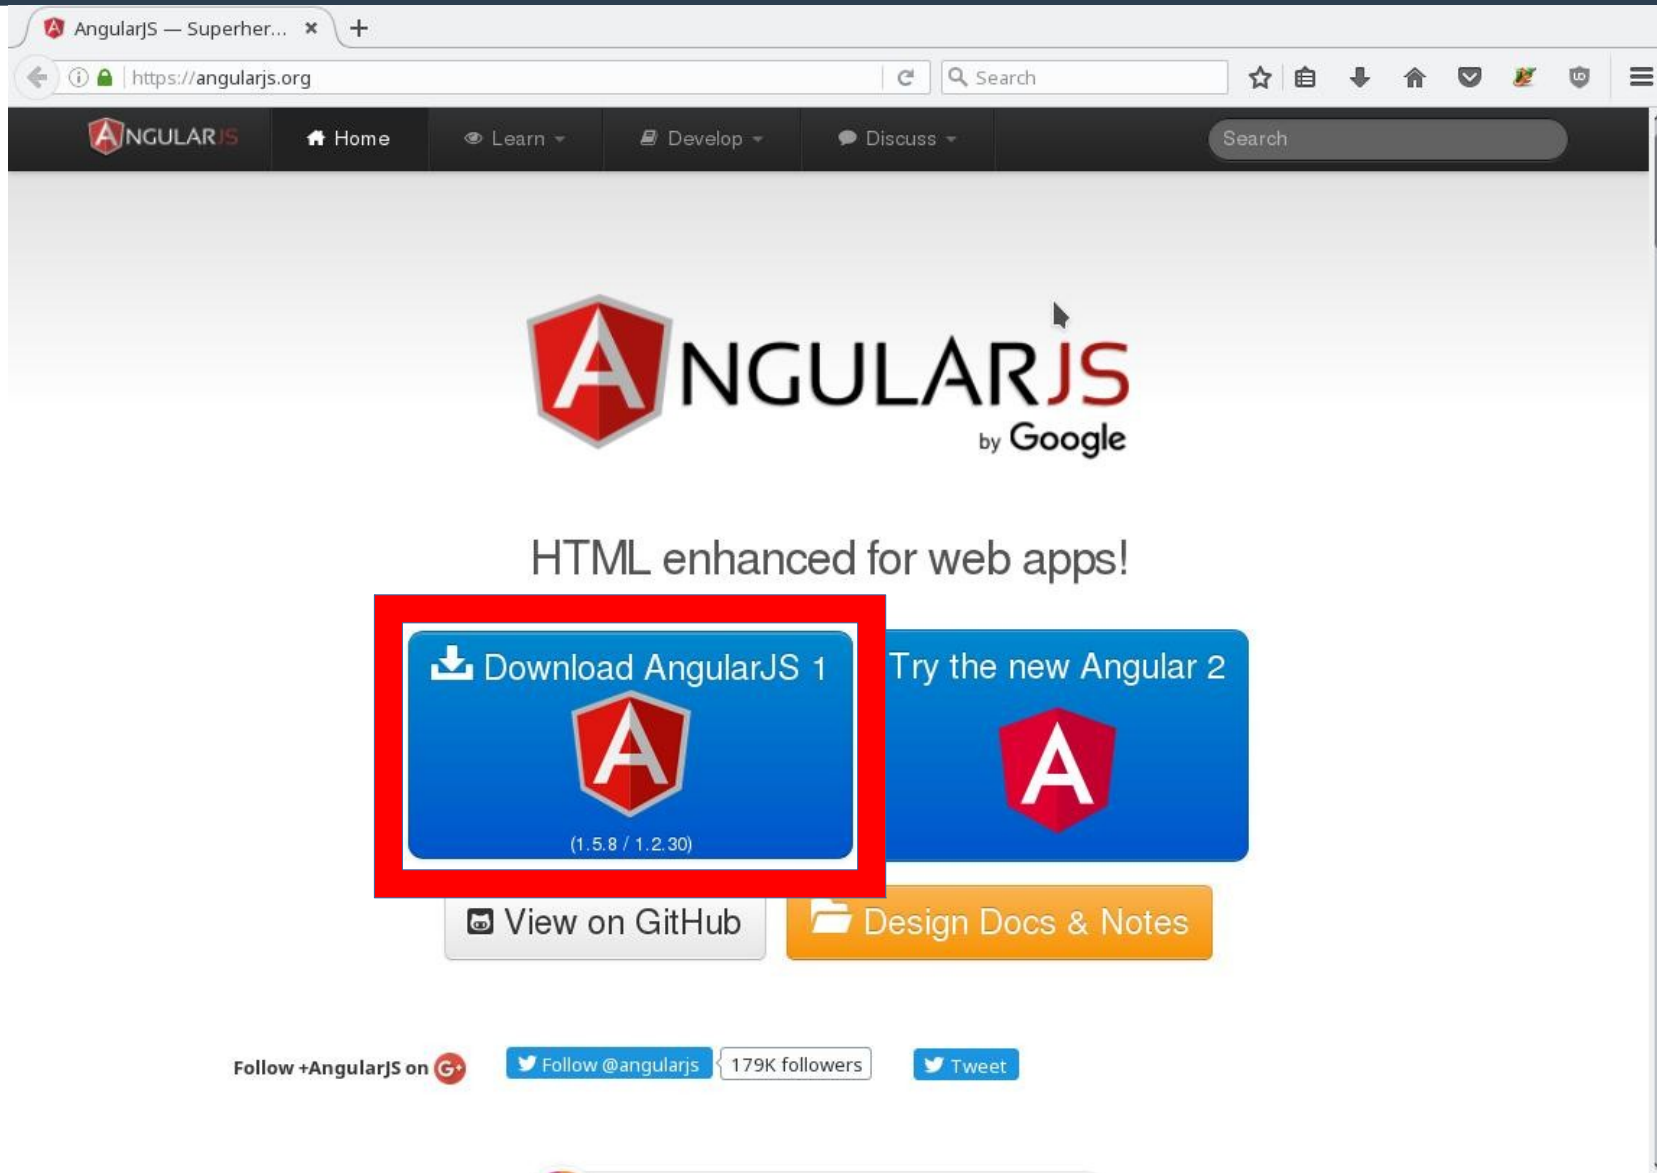 AngularJS — Superher...
https://angularjs.org
Search
ANGULARJS
Home
Learn
Develop
Discuss
Search
ANGULARJS
by Google
HTML enhanced for web apps!
Download AngularJS 1
(1.5.8 / 1.2.30)
Try the new Angular 2
View on GitHub
Design Docs & Notes
Follow +AngularJS on G+
Follow @angularjs
179K followers
Tweet